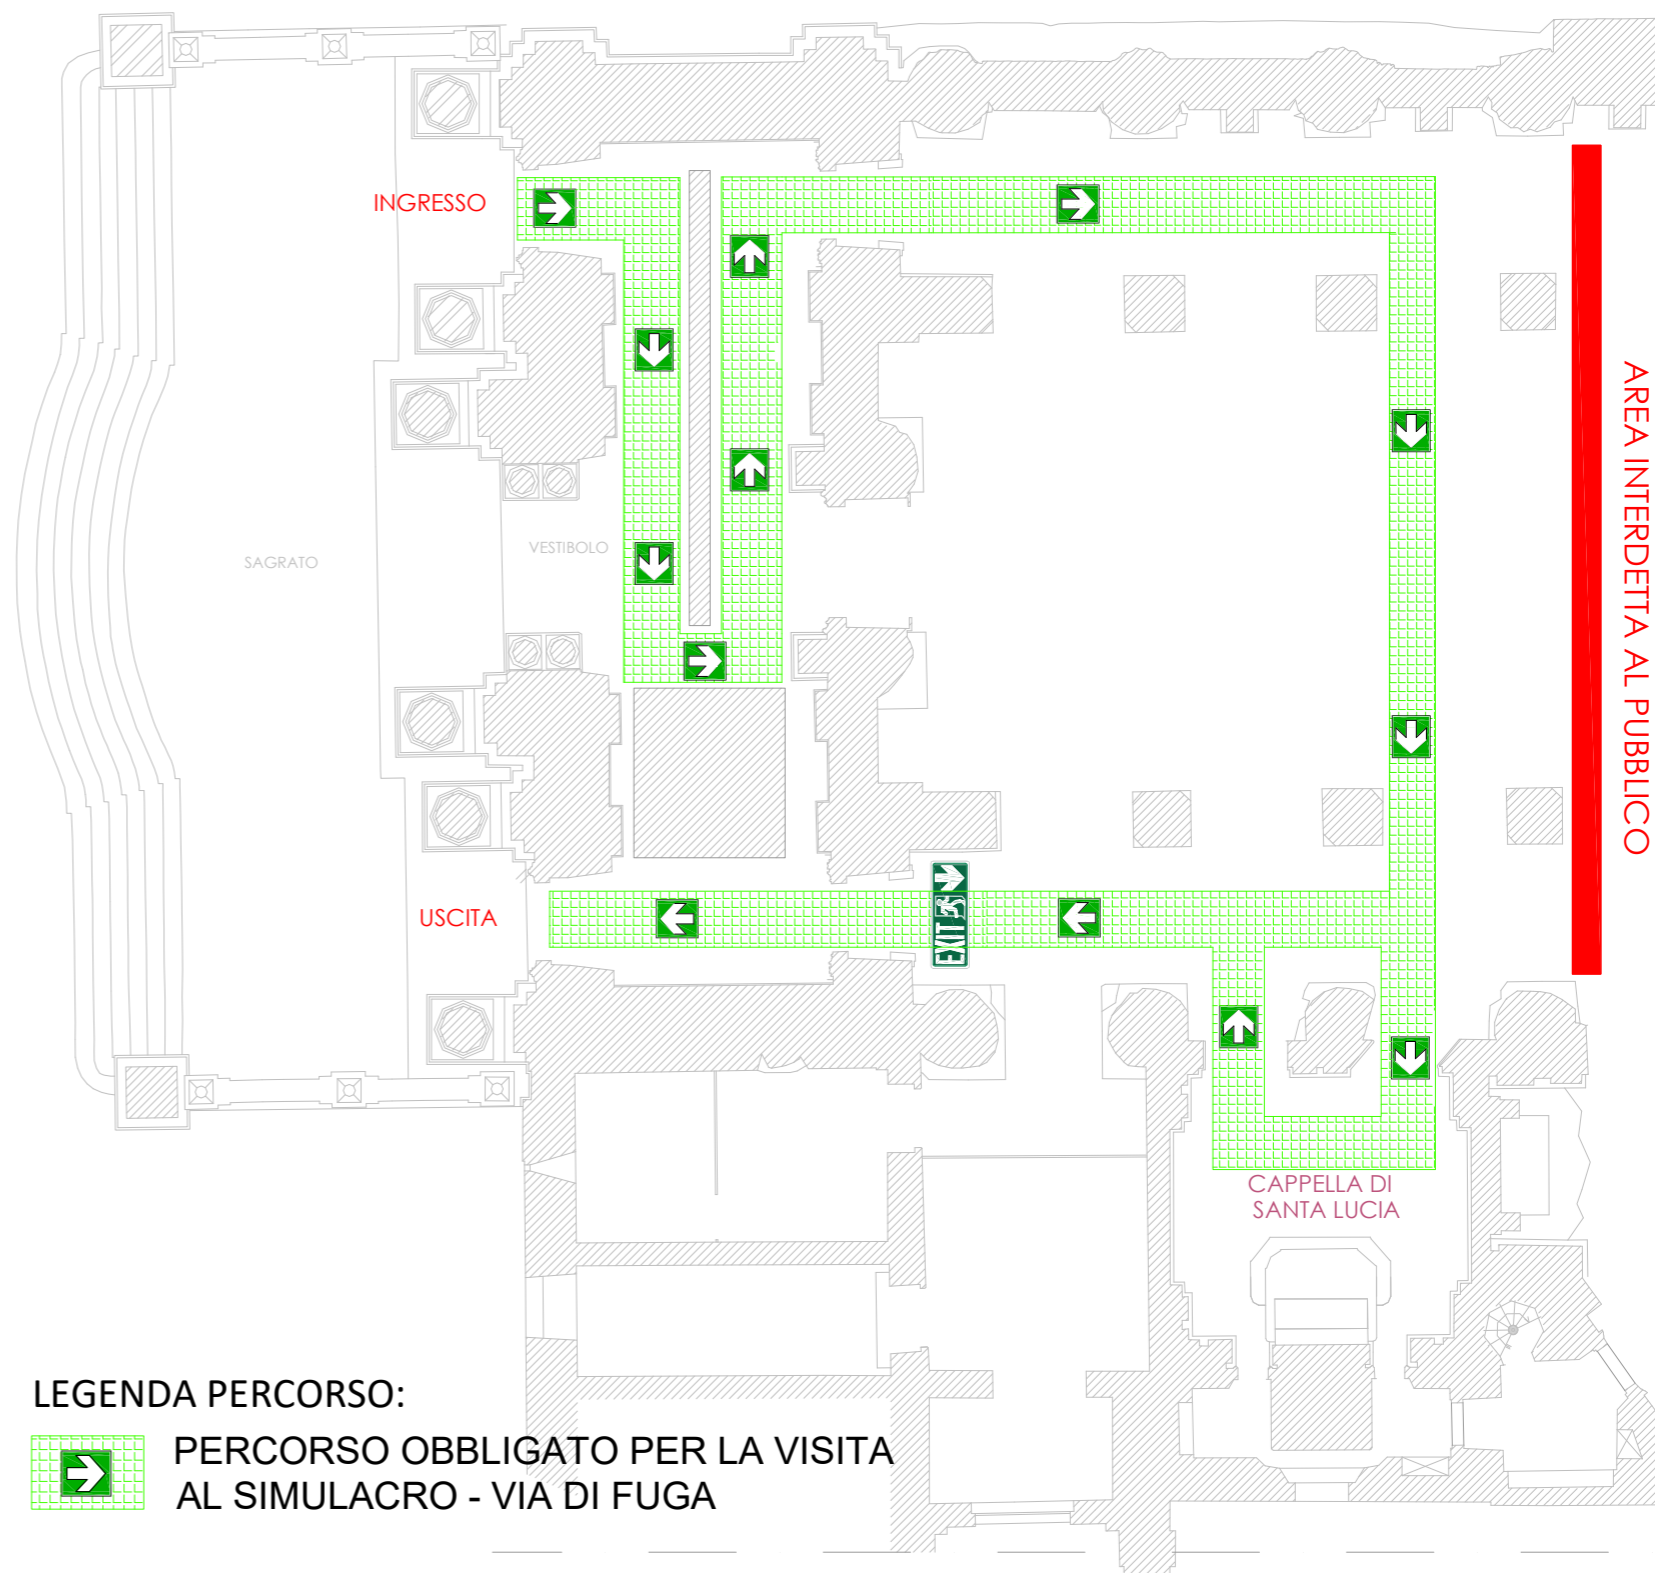 INGRESSO
AREA INTERDETTA AL PUBBLICO
VESTIBOLO
SAGRATO
USCITA
EXIT
CAPPELLA DI
SANTA LUCIA
LEGENDA PERCORSO:
PERCORSO OBBLIGATO PER LA VISITA
AL SIMULACRO - VIA DI FUGA